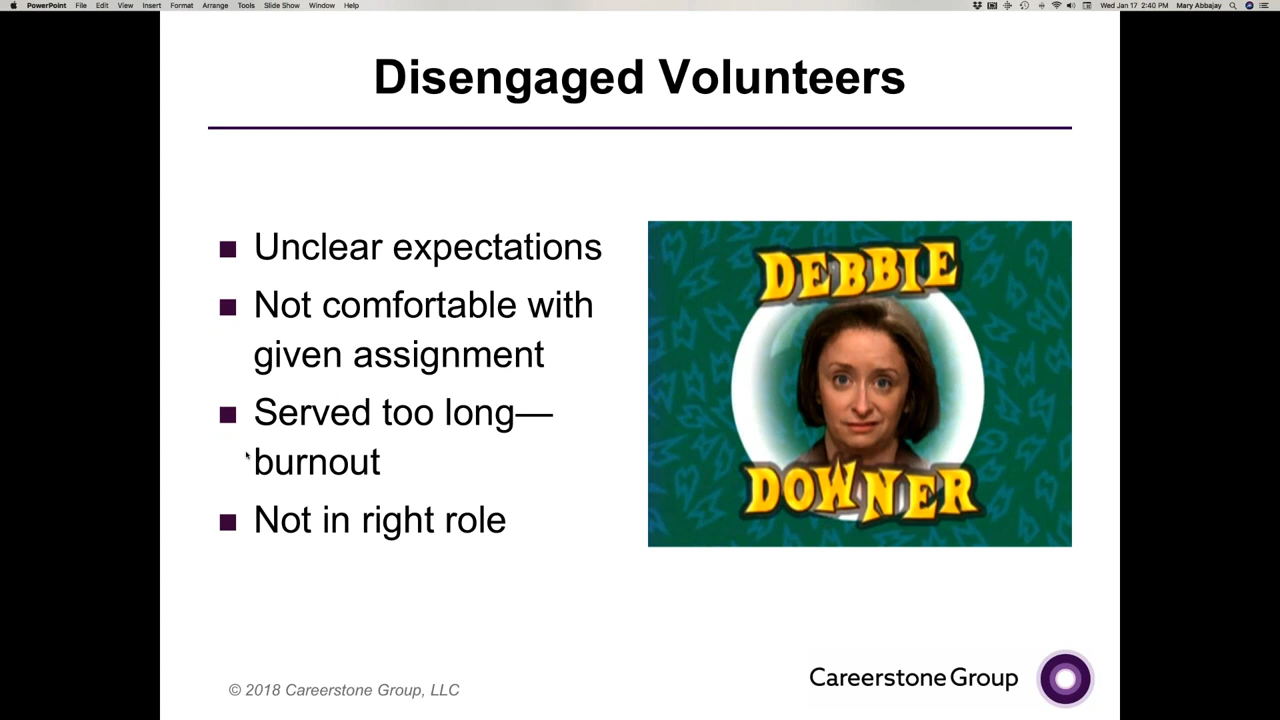 PowerPoint File Edit View Insert Format Arrange Tools Slide Show Window Help Wed Jan 17 2:40 PM Mary Abbajay
Disengaged Volunteers
Unclear expectations
Not comfortable with
given assignment
Served too long—
burnout
Not in right role
DEBBIE
DOWNER
© 2018 Careerstone Group, LLC
Careerstone Group